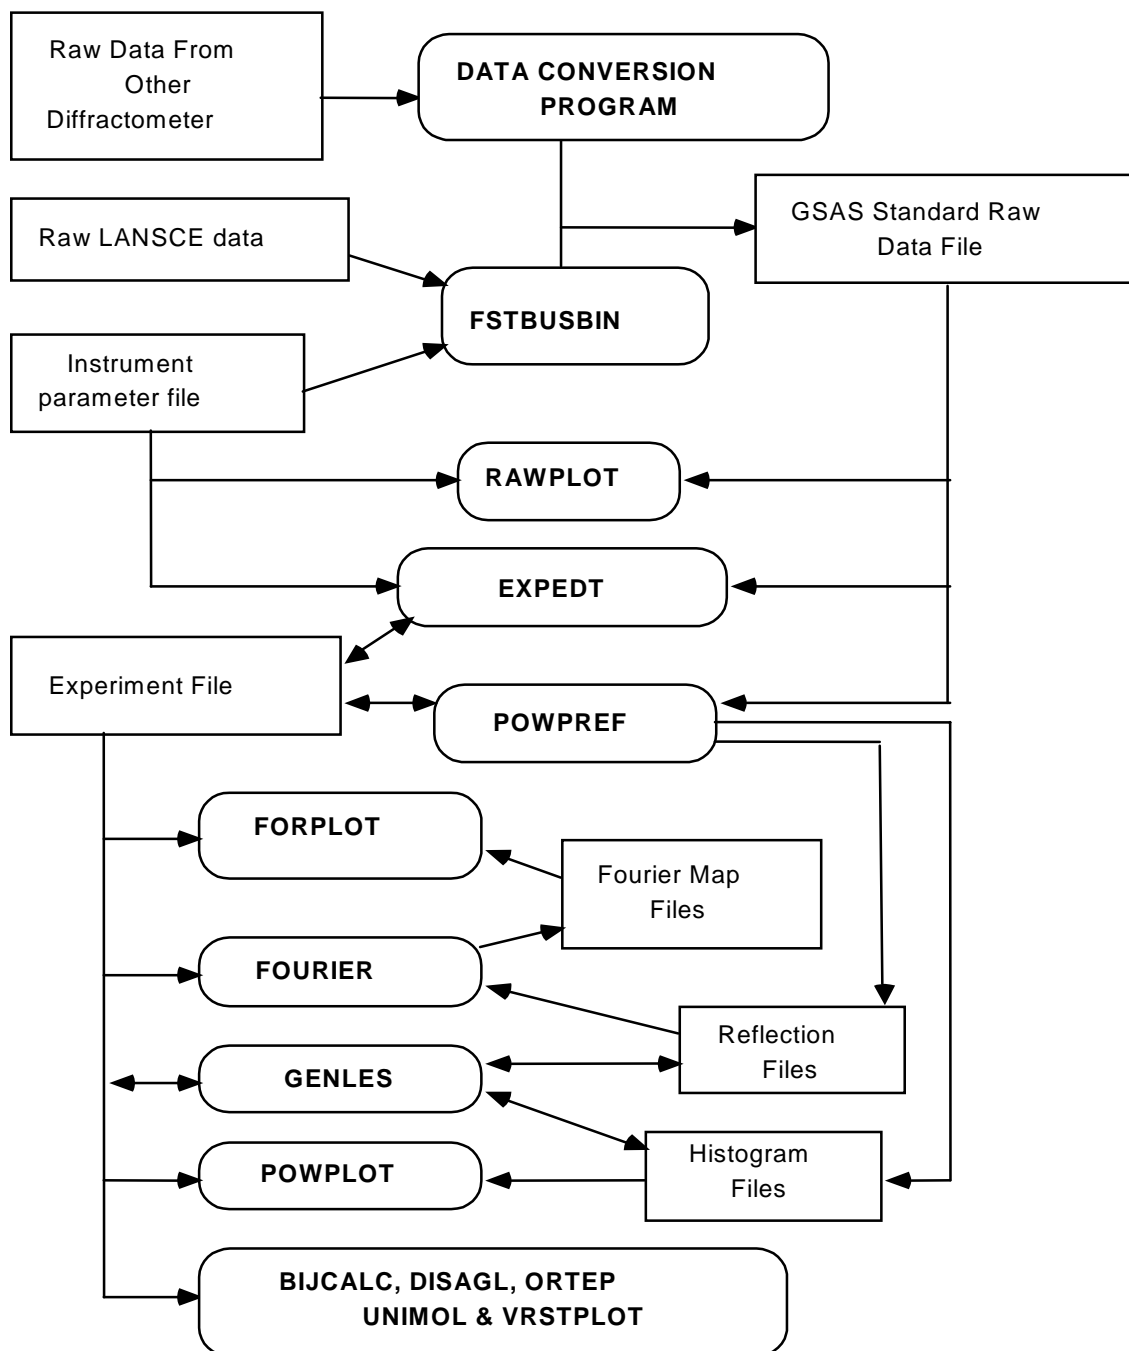 Raw Data From
Other
Diffractometer
DATA CONVERSION
PROGRAM
GSAS Standard Raw
Data File
Raw LANSCE data
FSTBUSBIN
Instrument
parameter file
RAWPLOT
EXPEDT
Experiment File
POWPREF
FORPLOT
Fourier Map
Files
FOURIER
Reflection
Files
GENLES
Histogram
Files
POWPLOT
BIJCALC, DISAGL, ORTEP
UNIMOL & VRSTPLOT